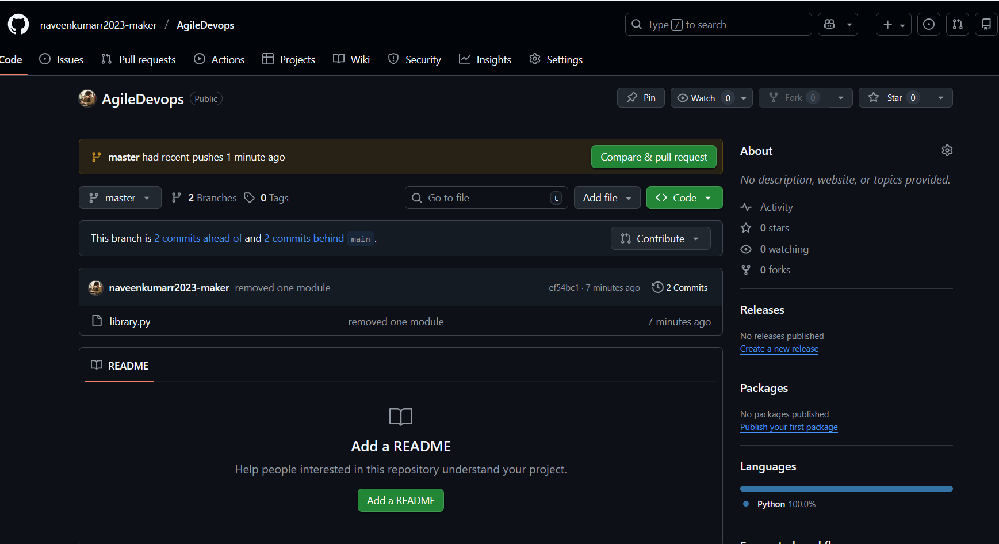 naveenkumarr2023-maker / AgileDevops
Type / to search
Code Issues Pull requests Actions Projects Wiki Security Insights Settings
AgileDevops Public
Pin Watch 0 Fork 0 Star 0
master had recent pushes 1 minute ago Compare & pull request
master 2 Branches 0 Tags Go to file t Add file Code
This branch is 2 commits ahead of and 2 commits behind main .
Contribute
naveenkumarr2023-maker removed one module ef54bc1 · 7 minutes ago 2 Commits
library.py removed one module 7 minutes ago
README
Add a README
Help people interested in this repository understand your project.
Add a README
About
No description, website, or topics provided.
Activity
0 stars
0 watching
0 forks
Releases
No releases published
Create a new release
Packages
No packages published
Publish your first package
Languages
Python 100.0%